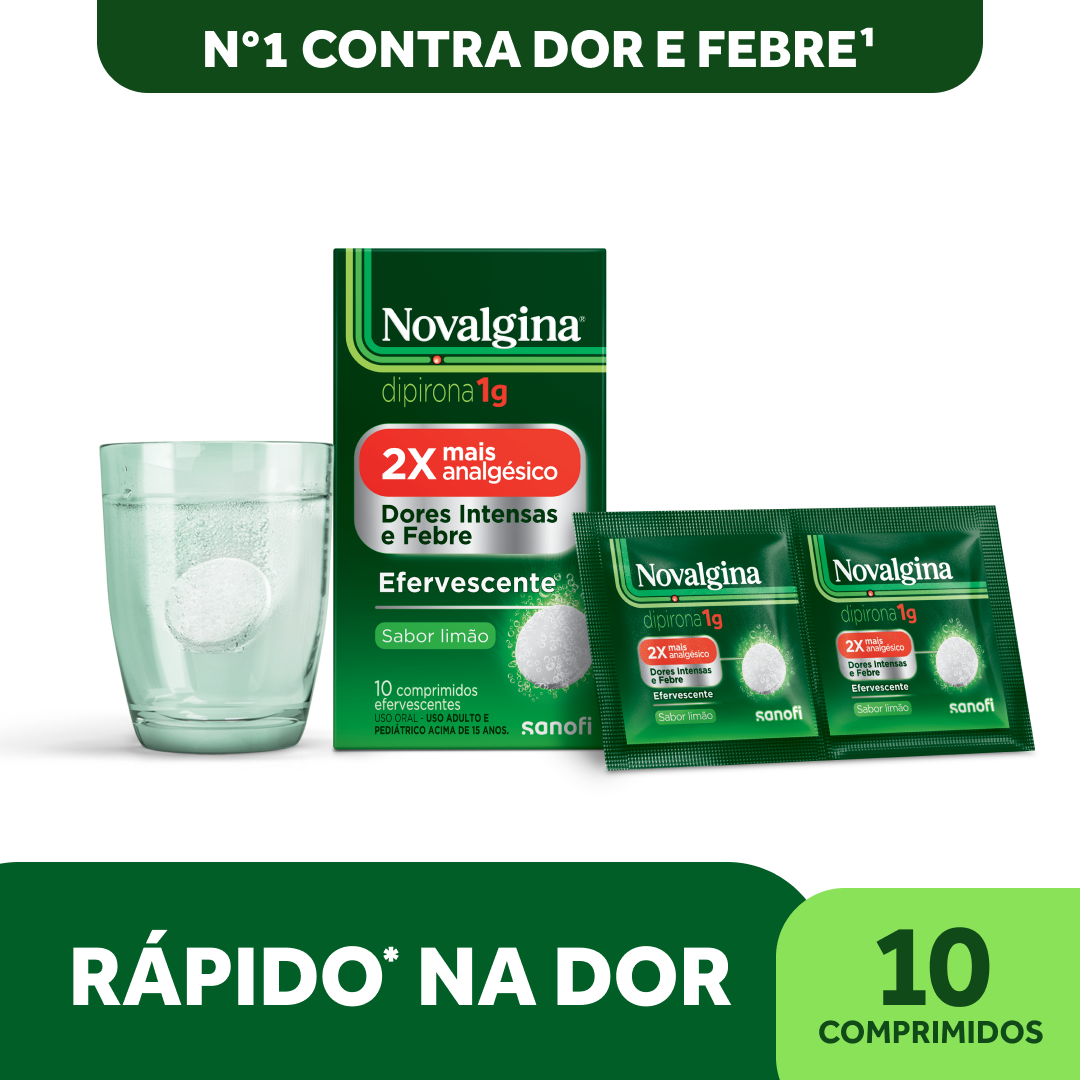 Nº1 CONTRA DOR E FEBRE¹
Novalgina®
dipirona 1g
2X mais
analgésico
Dores Intensas
e Febre
Efervescente
Sabor limão
10 comprimidos
efervescentes
USO ORAL - USO ADULTO E
PEDIÁTRICO ACIMA DE 15 ANOS.
sanofi
Novalgina
dipirona 1g
2X mais
analgésico
Dores Intensas
e Febre
Efervescente
Sabor limão
sanofi
Novalgina
dipirona 1g
2X mais
analgésico
Dores Intensas
e Febre
Efervescente
Sabor limão
sanofi
RÁPIDO* NA DOR
10
COMPRIMIDOS